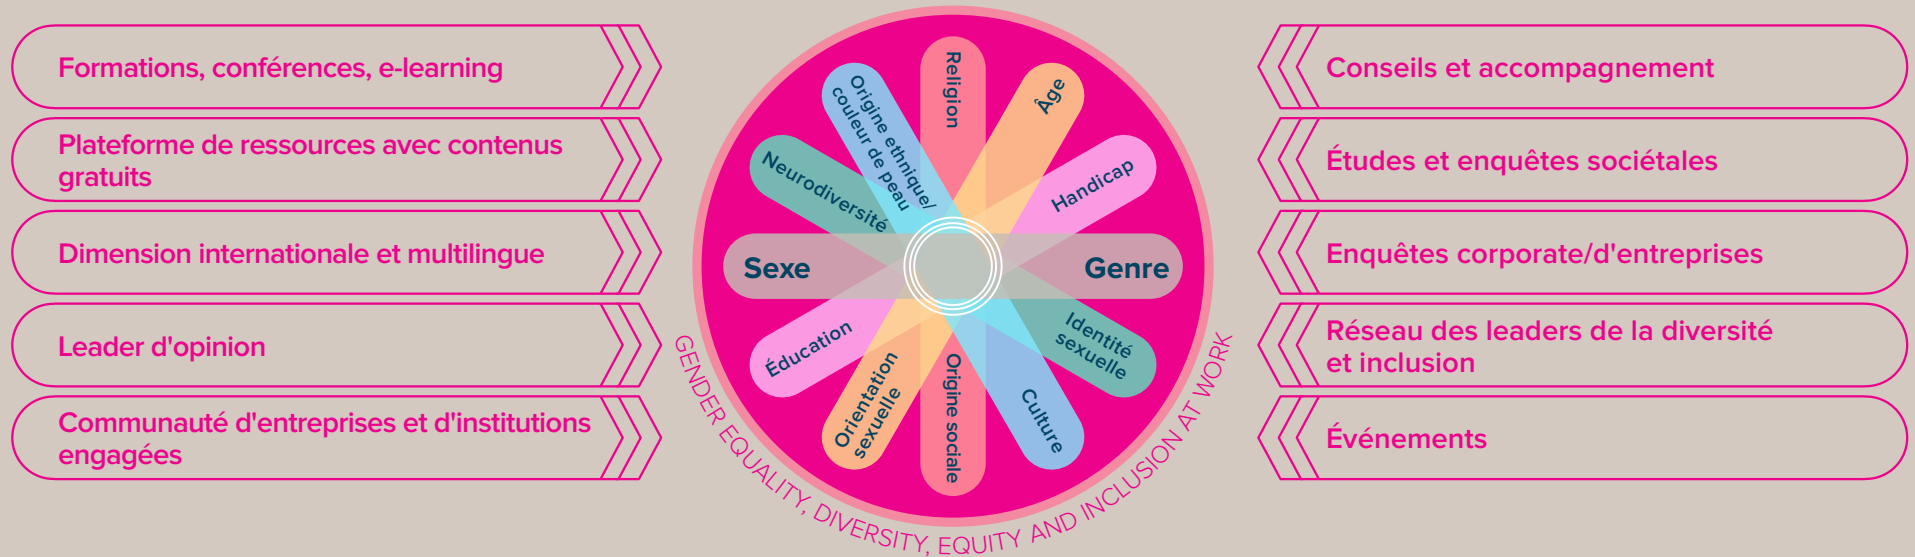 Formations, conférences, e-learning
Plateforme de ressources avec contenus
gratuits
Dimension internationale et multilingue
Leader d'opinion
Communauté d'entreprises et d'institutions
engagées
Religion
Âge
Handicap
Genre
Identité
sexuelle
Culture
Origine sociale
Orientation
sexuelle
Éducation
Sexe
Neurodiversité
Origine ethnique/
couleur de peau
GENDER EQUALITY, DIVERSITY, EQUITY AND INCLUSION AT WORK
Conseils et accompagnement
Études et enquêtes sociétales
Enquêtes corporate/d'entreprises
Réseau des leaders de la diversité
et inclusion
Événements